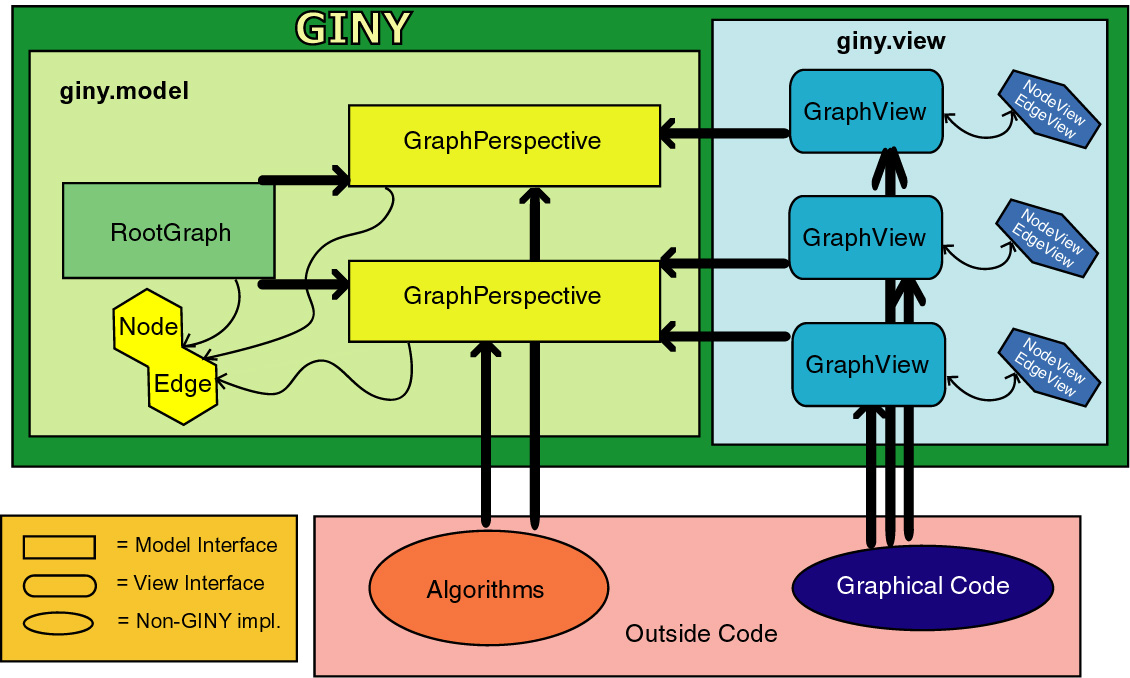 GINY
giny.model
giny.view
GraphPerspective
GraphView
NodeView
EdgeView
RootGraph
GraphPerspective
GraphView
NodeView
EdgeView
Node
Edge
GraphView
NodeView
EdgeView
= Model Interface
= View Interface
= Non-GINY impl.
Algorithms
Graphical Code
Outside Code